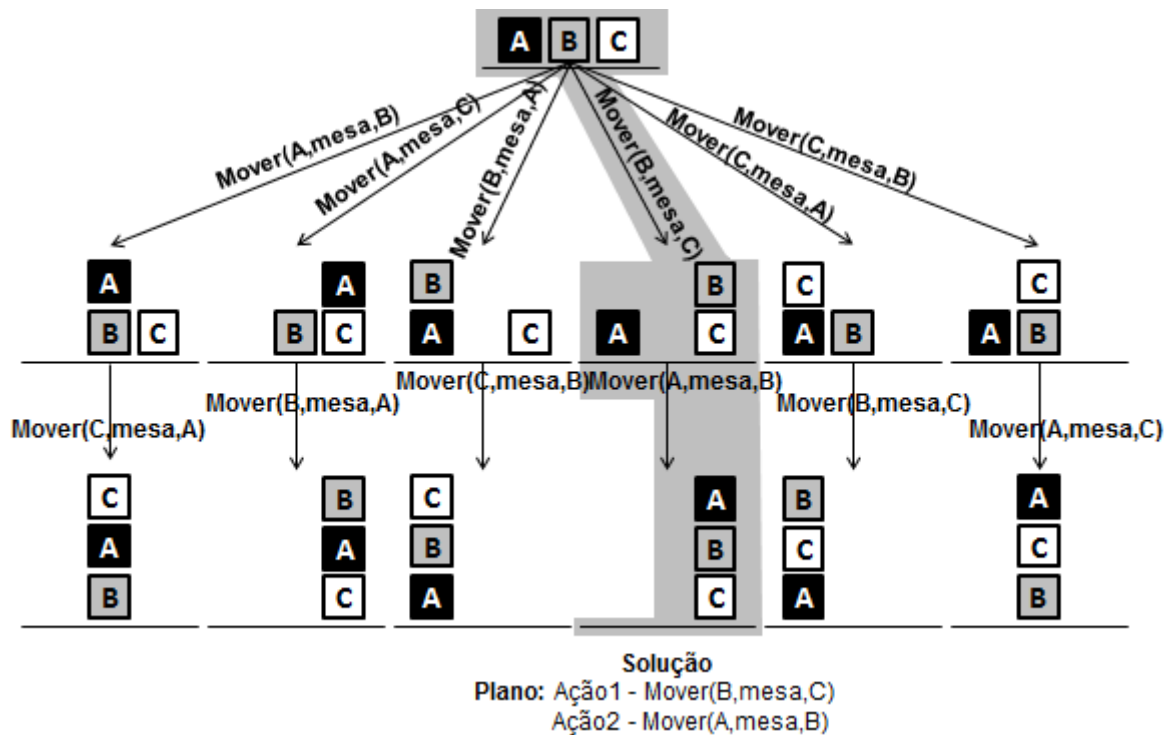 A B C
Mover(A,mesa,B)
Mover(A,mesa,C)
Mover(B,mesa,A)
Mover(B,mesa,C)
Mover(C,mesa,A)
Mover(C,mesa,B)
A A B B C C
B C B C A C A C A B A B
Mover(C,mesa,A)
Mover(B,mesa,A)
Mover(C,mesa,B)
Mover(A,mesa,B)
Mover(B,mesa,C)
Mover(A,mesa,C)
C B C A B A
A A B B C C
B C A C A B
Solução
Plano: Ação1 - Mover(B,mesa,C)
Ação2 - Mover(A,mesa,B)